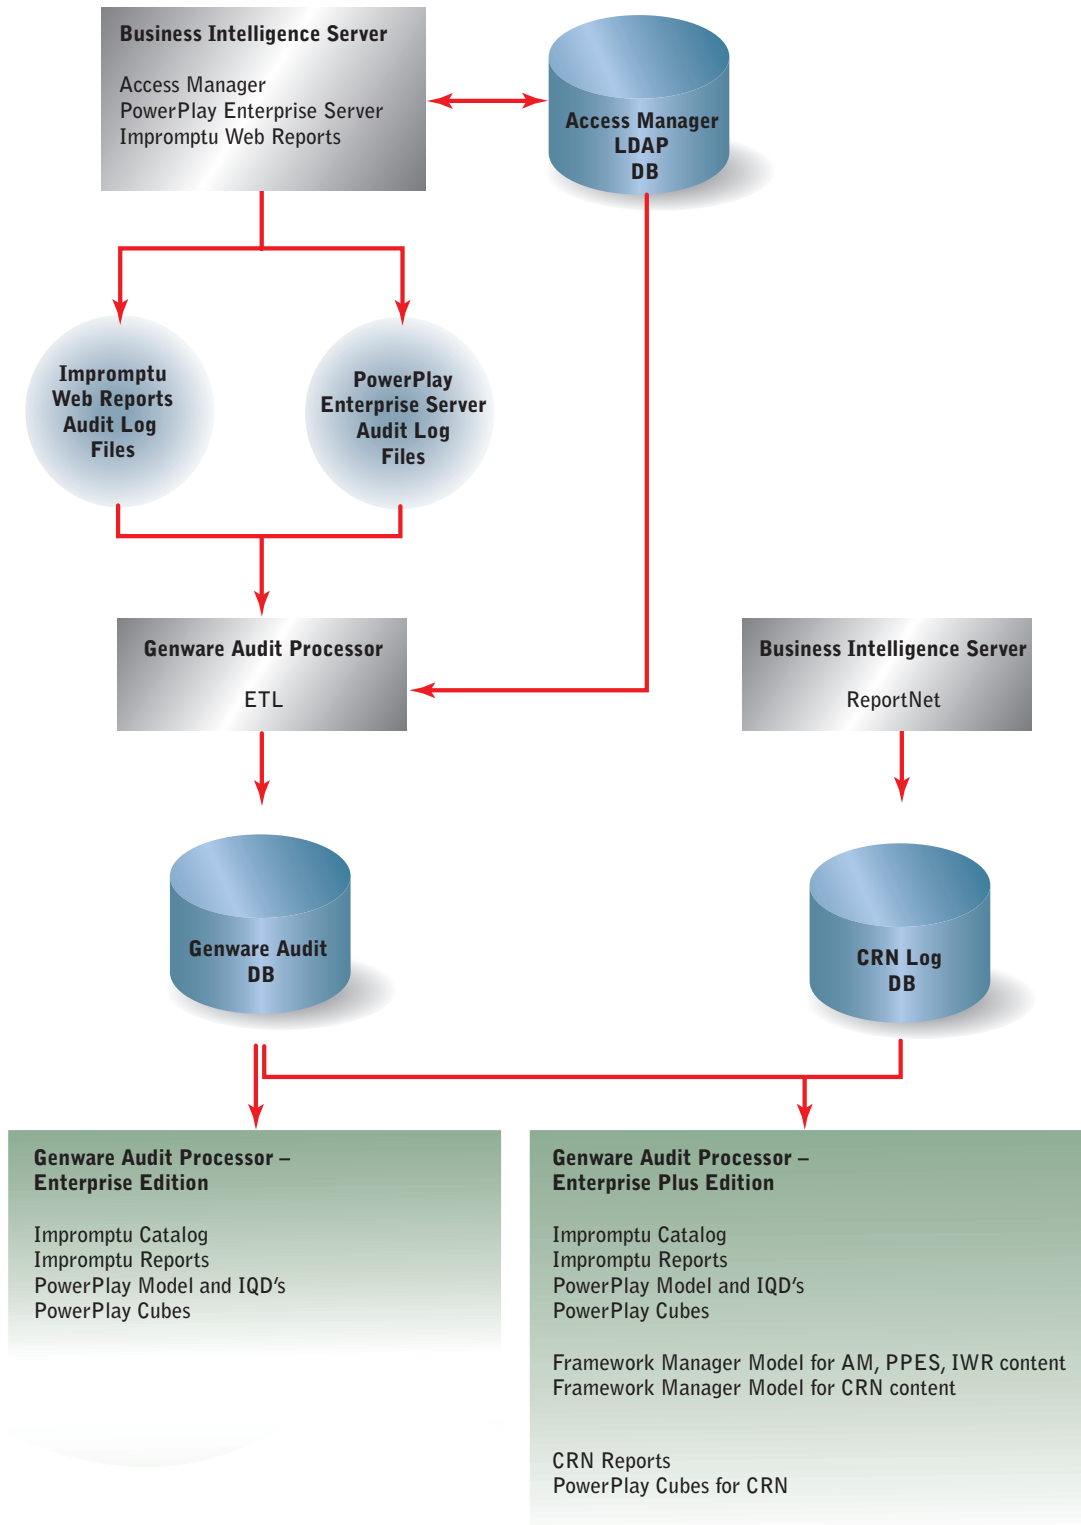 Business Intelligence Server
Access Manager
PowerPlay Enterprise Server
Impromptu Web Reports
Access Manager
LDAP
DB
Impromptu
Web Reports
Audit Log
Files
PowerPlay
Enterprise Server
Audit Log
Files
Genware Audit Processor
ETL
Business Intelligence Server
ReportNet
Genware Audit
DB
CRN Log
DB
Genware Audit Processor –
Enterprise Edition
Impromptu Catalog
Impromptu Reports
PowerPlay Model and IQD’s
PowerPlay Cubes
Genware Audit Processor –
Enterprise Plus Edition
Impromptu Catalog
Impromptu Reports
PowerPlay Model and IQD’s
PowerPlay Cubes
Framework Manager Model for AM, PPES, IWR content
Framework Manager Model for CRN content
CRN Reports
PowerPlay Cubes for CRN